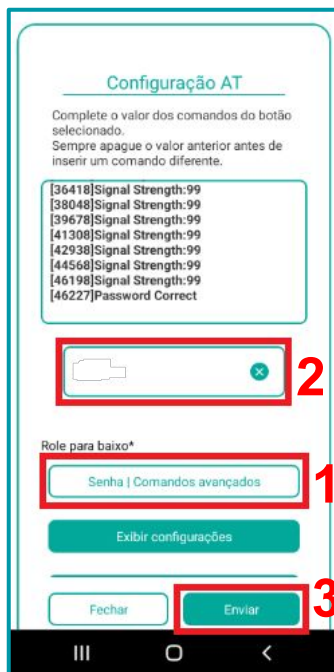 Configuração AT
Complete o valor dos comandos do botão
selecionado.
Sempre apague o valor anterior antes de
inserir um comando diferente.
[36418]Signal Strength:99
[38048]Signal Strength:99
[39678]Signal Strength:99
[41308]Signal Strength:99
[42938]Signal Strength:99
[44568]Signal Strength:99
[46198]Signal Strength:99
[46227]Password Correct
2
Role para baixo*
Senha | Comandos avançados
1
Exibir configurações
Fechar
Enviar
3